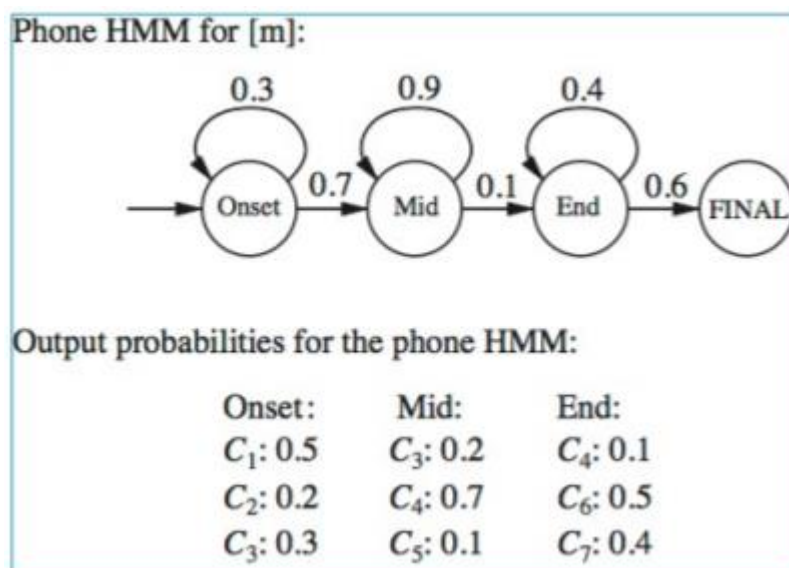 Phone HMM for [m]:
0.3 0.9 0.4
Onset 0.7 Mid 0.1 End 0.6 FINAL
Output probabilities for the phone HMM:
Onset: Mid: End:
C₁: 0.5 C₃: 0.2 C₄: 0.1
C₂: 0.2 C₄: 0.7 C₆: 0.5
C₃: 0.3 C₅: 0.1 C₇: 0.4